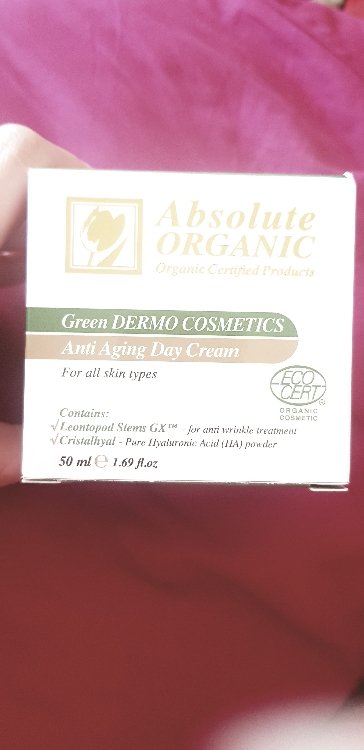 Absolute
ORGANIC
Organic Certified Products
Green DERMO COSMETICS
Anti Aging Day Cream
For all skin types
ECO
CERT®
ORGANIC
COSMETIC
Contains:
√Leontopod Stems GX™ for anti wrinkle treatment
√Cristalhyal - Pure Hyaluronic Acid (HA) powder
50 ml ℮ 1.69 fl.oz